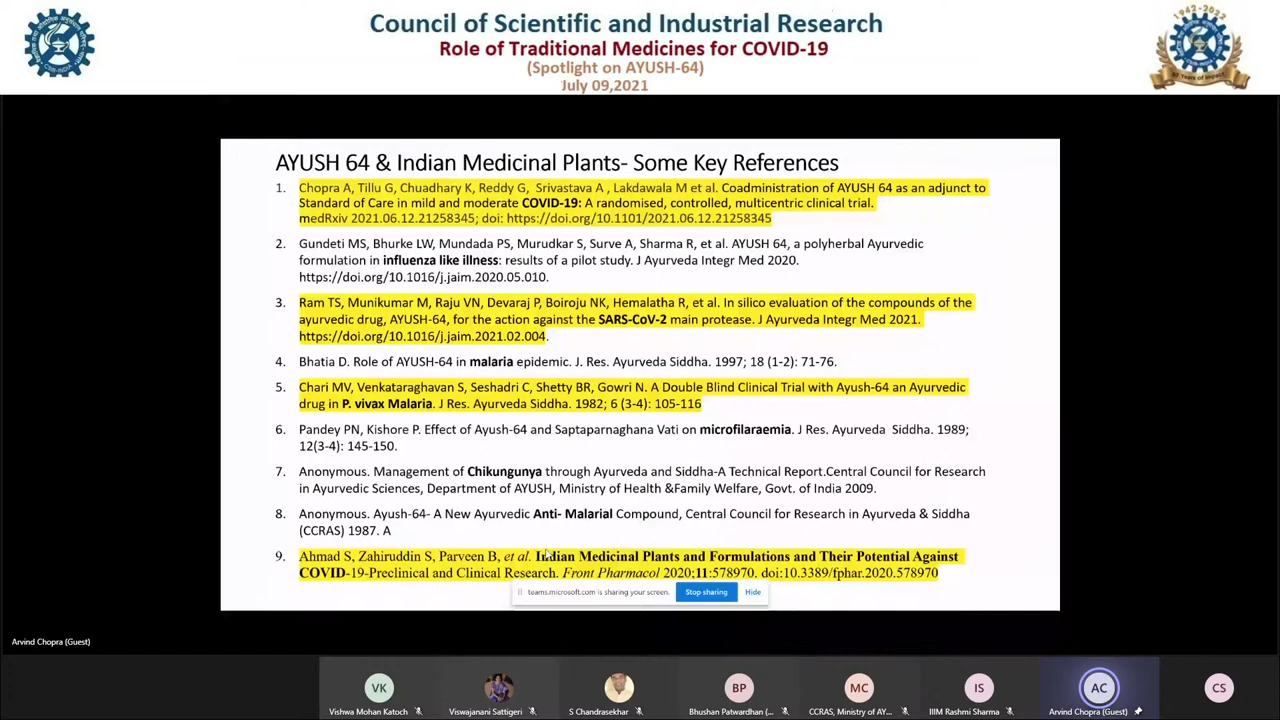 Council of Scientific and Industrial Research
Role of Traditional Medicines for COVID-19
(Spotlight on AYUSH-64)
July 09,2021
1942-2022
AYUSH 64 & Indian Medicinal Plants- Some Key References
1. Chopra A, Tillu G, Chuadhary K, Reddy G, Srivastava A , Lakdawala M et al. Coadministration of AYUSH 64 as an adjunct to
Standard of Care in mild and moderate COVID-19: A randomised, controlled, multicentric clinical trial.
medRxiv 2021.06.12.21258345; doi: https://doi.org/10.1101/2021.06.12.21258345
2. Gundeti MS, Bhurke LW, Mundada PS, Murudkar S, Surve A, Sharma R, et al. AYUSH 64, a polyherbal Ayurvedic
formulation in influenza like illness: results of a pilot study. J Ayurveda Integr Med 2020.
https://doi.org/10.1016/j.jaim.2020.05.010.
3. Ram TS, Munikumar M, Raju VN, Devaraj P, Boiroju NK, Hemalatha R, et al. In silico evaluation of the compounds of the
ayurvedic drug, AYUSH-64, for the action against the SARS-CoV-2 main protease. J Ayurveda Integr Med 2021.
https://doi.org/10.1016/j.jaim.2021.02.004.
4. Bhatia D. Role of AYUSH-64 in malaria epidemic. J. Res. Ayurveda Siddha. 1997; 18 (1-2): 71-76.
5. Chari MV, Venkataraghavan S, Seshadri C, Shetty BR, Gowri N. A Double Blind Clinical Trial with Ayush-64 an Ayurvedic
drug in P. vivax Malaria. J Res. Ayurveda Siddha. 1982; 6 (3-4): 105-116
6. Pandey PN, Kishore P. Effect of Ayush-64 and Saptaparnaghana Vati on microfilaraemia. J Res. Ayurveda Siddha. 1989;
12(3-4): 145-150.
7. Anonymous. Management of Chikungunya through Ayurveda and Siddha-A Technical Report.Central Council for Research
in Ayurvedic Sciences, Department of AYUSH, Ministry of Health &Family Welfare, Govt. of India 2009.
8. Anonymous. Ayush-64- A New Ayurvedic Anti- Malarial Compound, Central Council for Research in Ayurveda & Siddha
(CCRAS) 1987. A
9. Ahmad S, Zahiruddin S, Parveen B, et al. Indian Medicinal Plants and Formulations and Their Potential Against
COVID-19-Preclinical and Clinical Research. Front Pharmacol 2020;11:578970. doi:10.3389/fphar.2020.578970
teams.microsoft.com is sharing your screen. Stop sharing Hide
Arvind Chopra (Guest)
VK BP MC IS AC CS
Vishwa Mohan Katoch Viswajanani Sattigeri S Chandrasekhar Bhushan Patwardhan (... CCRAS, Ministry of AY... IIIM Rashmi Sharma Arvind Chopra (Guest)